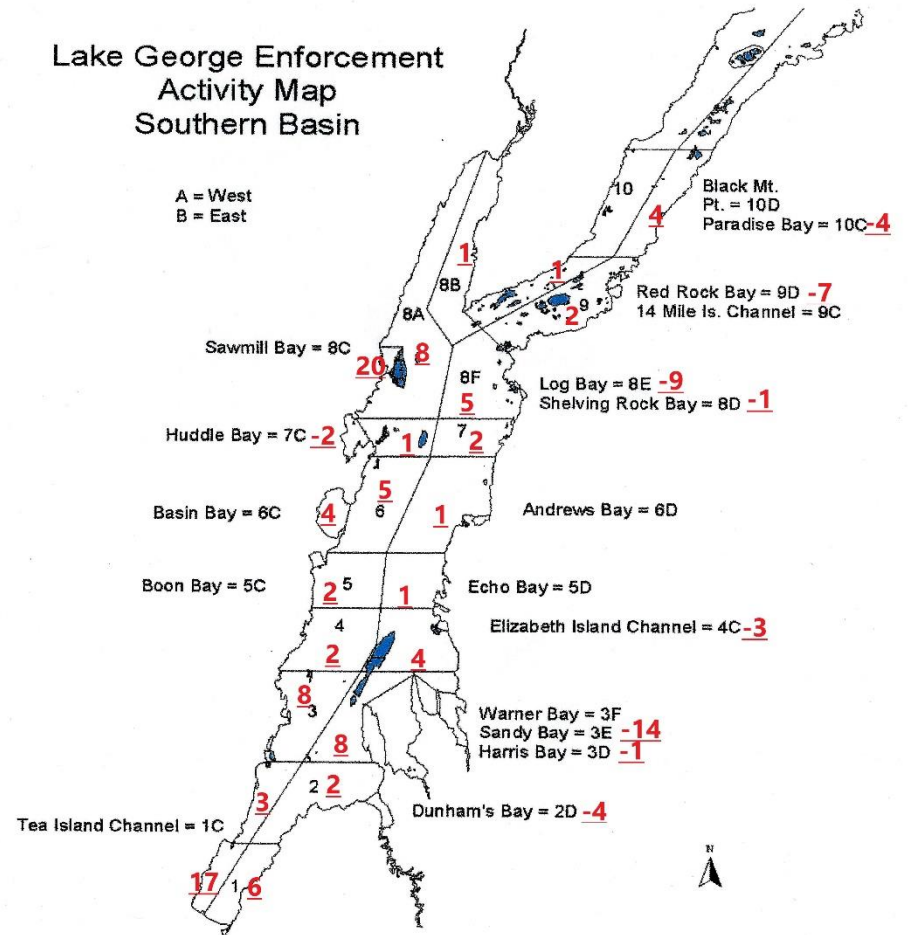 Lake George Enforcement
Activity Map
Southern Basin
A = West
B = East
10
Black Mt.
Pt. = 10D
4
Paradise Bay = 10C -4
1
8B
1
9
Red Rock Bay = 9D -7
2
14 Mile Is. Channel = 9C
8A
Sawmill Bay = 8C
8
20
8F
Log Bay = 8E -9
5
Shelving Rock Bay = 8D -1
Huddle Bay = 7C -2
1
7
2
5
Basin Bay = 6C
4
6
1
Andrews Bay = 6D
Boon Bay = 5C
2
5
1
Echo Bay = 5D
4
Elizabeth Island Channel = 4C -3
2
4
8
3
Warner Bay = 3F
Sandy Bay = 3E -14
8
Harris Bay = 3D -1
3
2
2
Dunham's Bay = 2D -4
Tea Island Channel = 1C
17
1
6
N